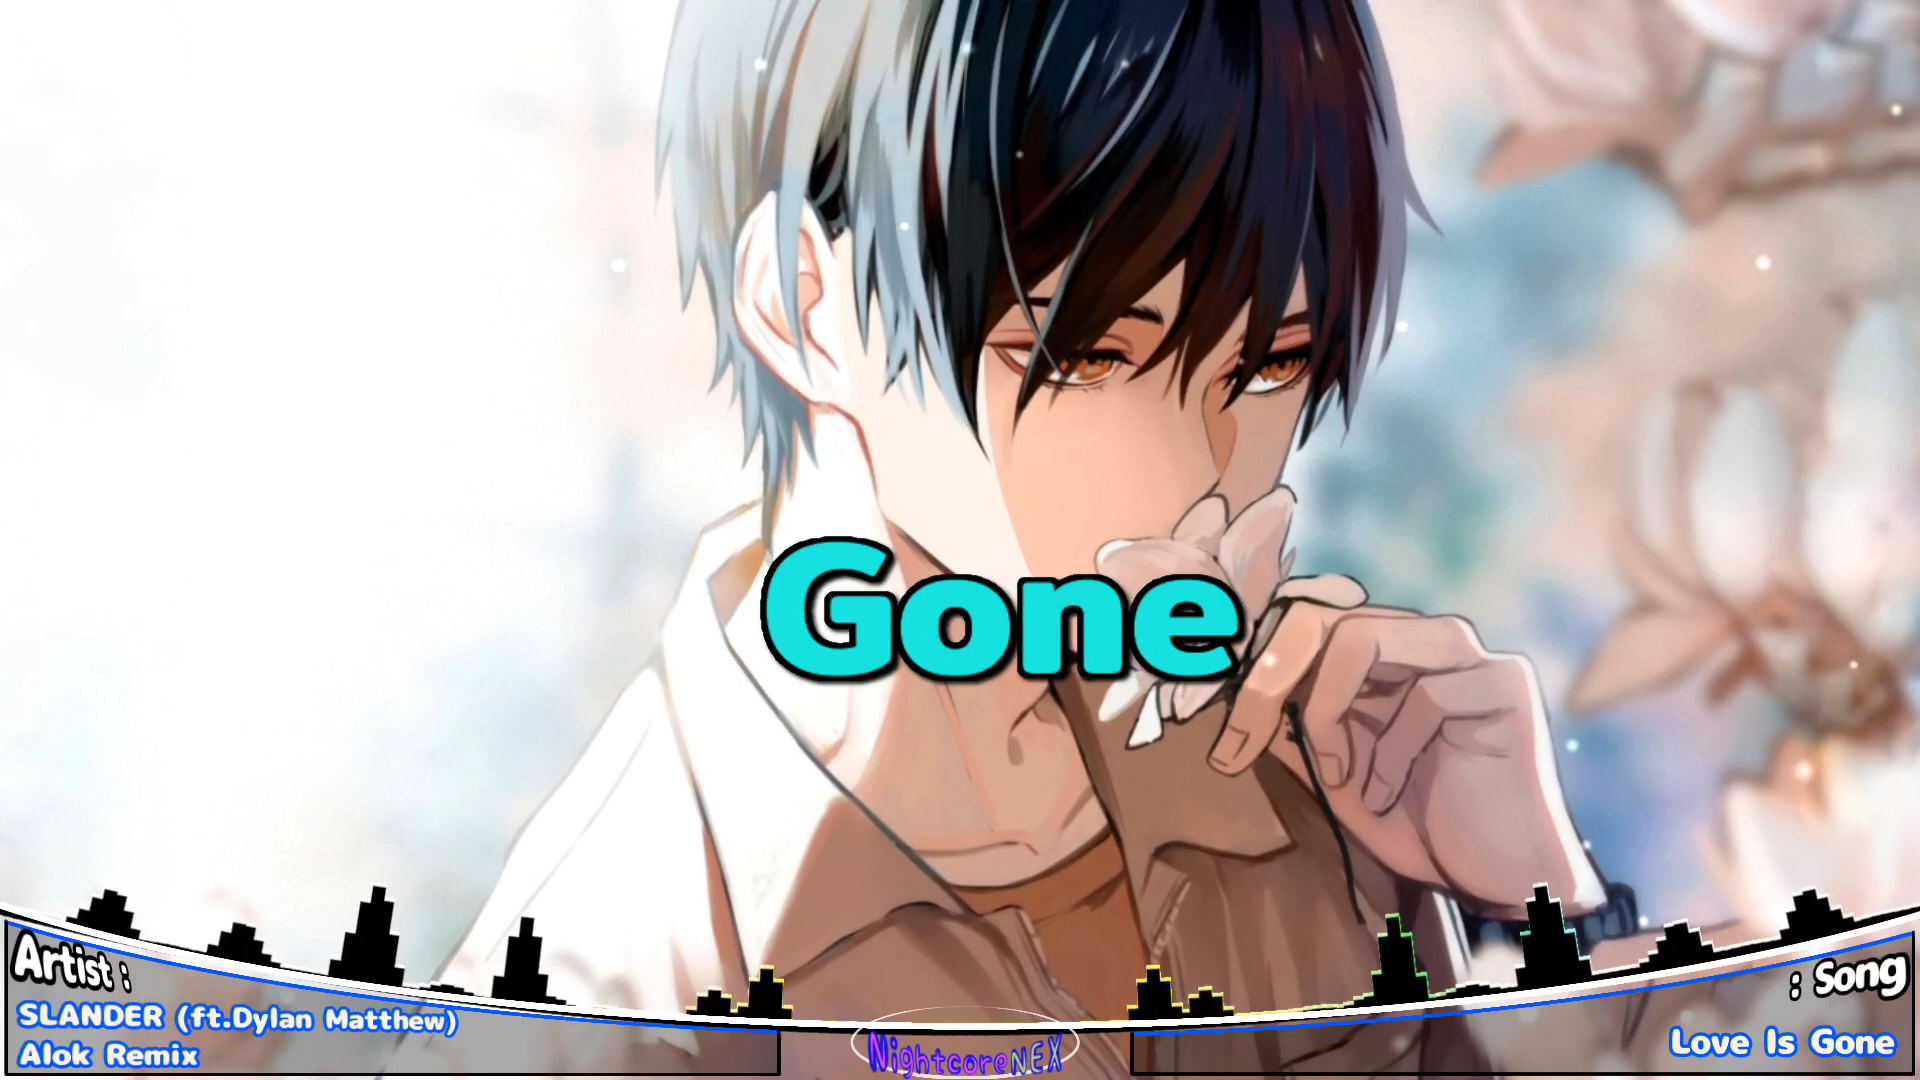 Gone
Artist :
SLANDER (ft.Dylan Matthew)
Alok Remix
NightcoreNEX
: Song
Love Is Gone